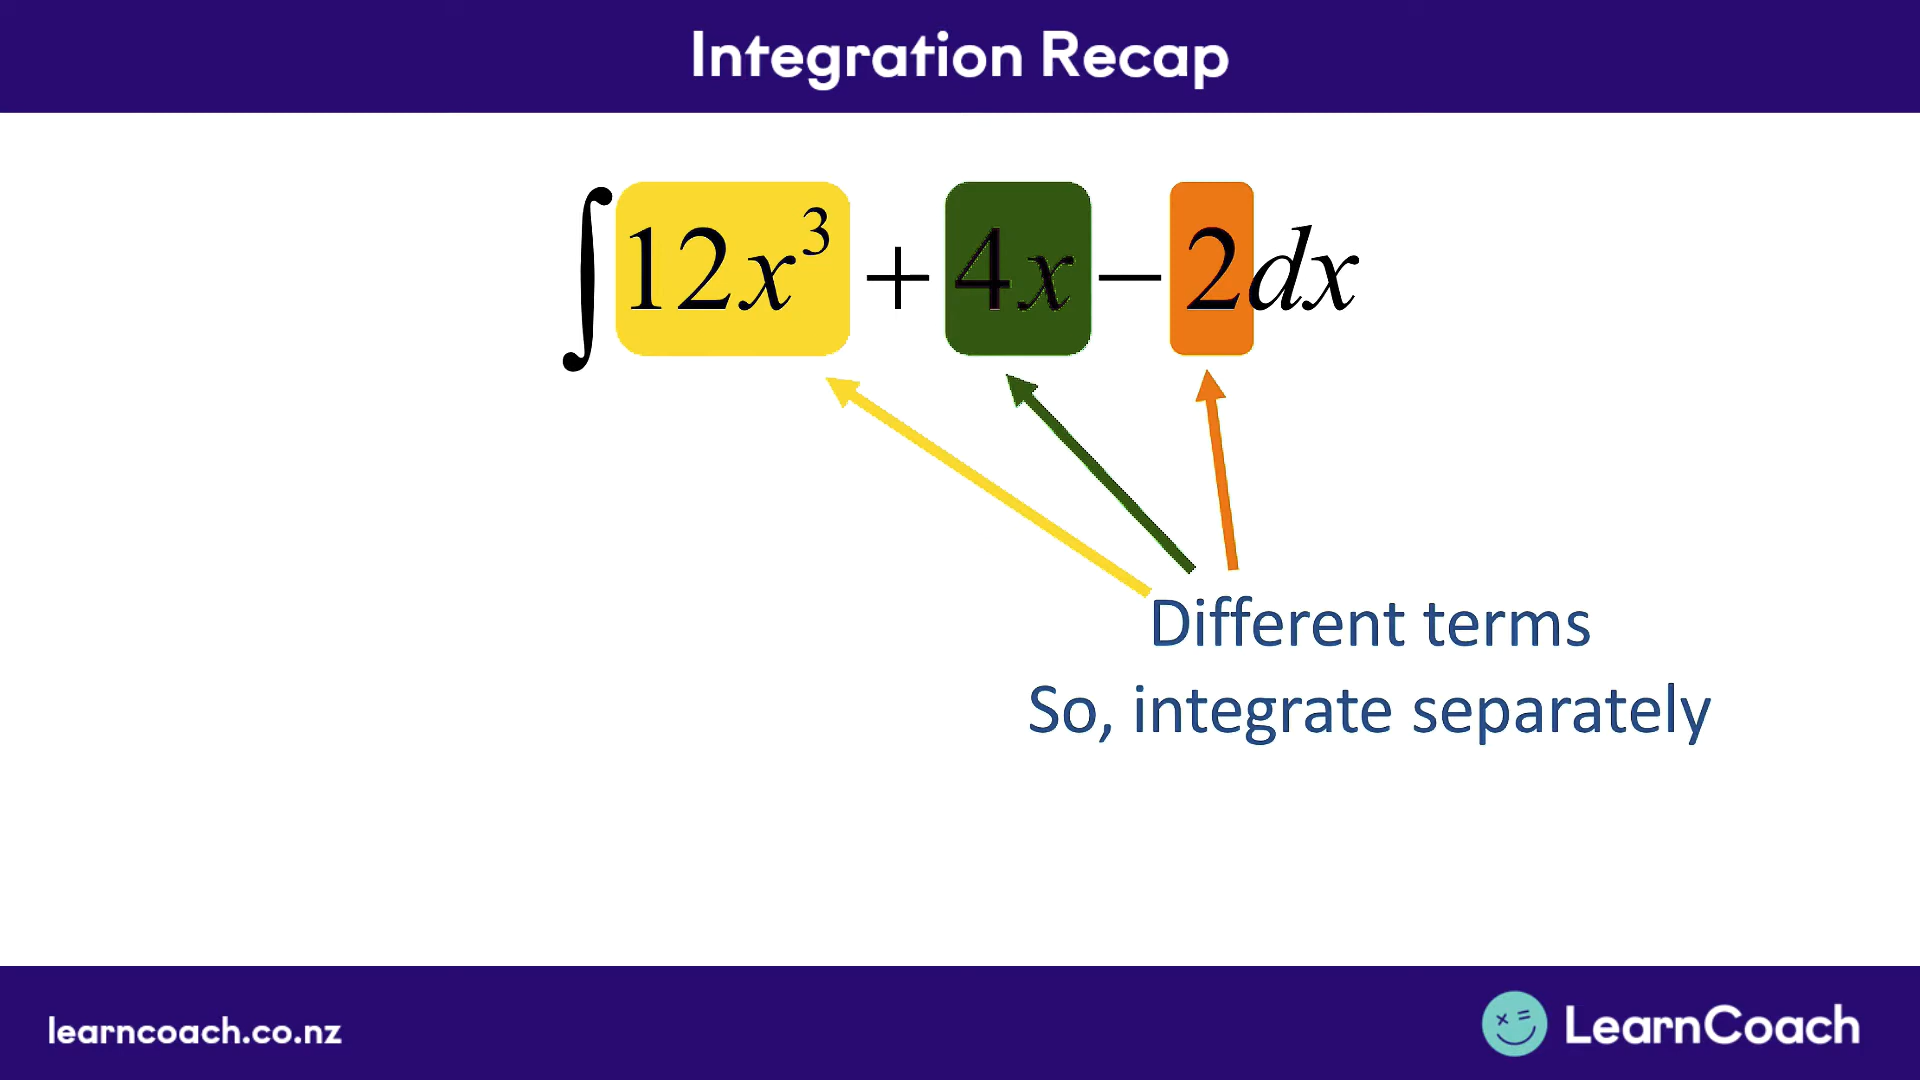 Integration Recap
∫12x³ + 4x − 2dx
Different terms
So, integrate separately
learncoach.co.nz
LearnCoach